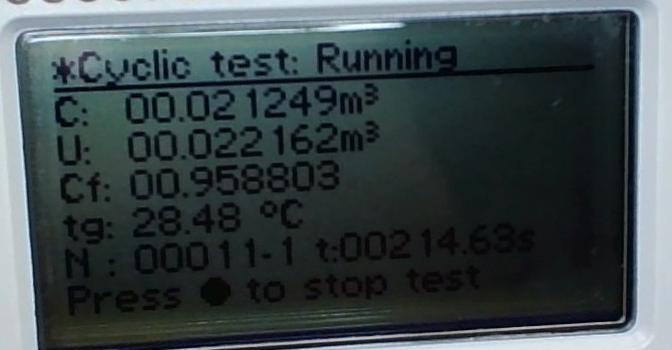 *Cyclic test: Running
C: 00.021249m³
U: 00.022162m³
Cf: 00.958803
tg: 28.48 °C
N : 00011-1 t:00214.63s
Press ● to stop test